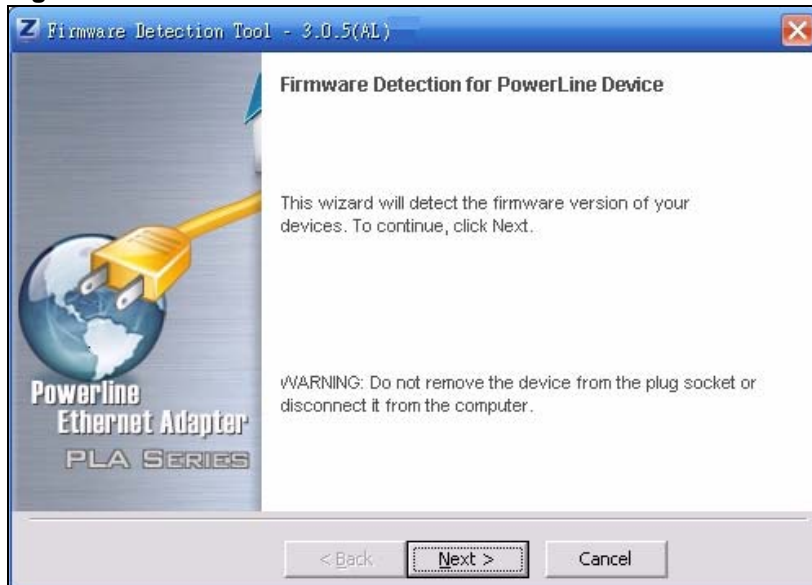 Firmware Detection Tool - 3.0.5(AL)
Firmware Detection for PowerLine Device
This wizard will detect the firmware version of your
devices. To continue, click Next.
WARNING: Do not remove the device from the plug socket or
disconnect it from the computer.
Powerline
Ethernet Adapter
PLA SERIES
< Back
Next >
Cancel